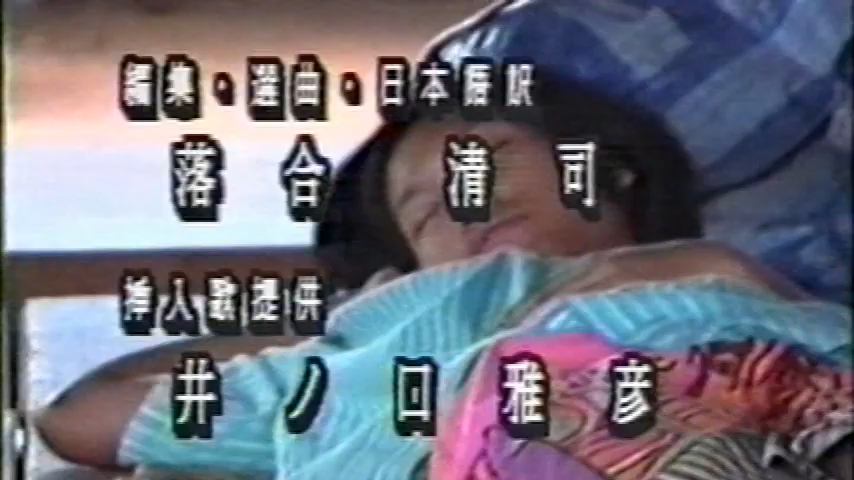 編集・選曲・日本語訳
落合清司
挿入歌提供
井ノ口雅彦